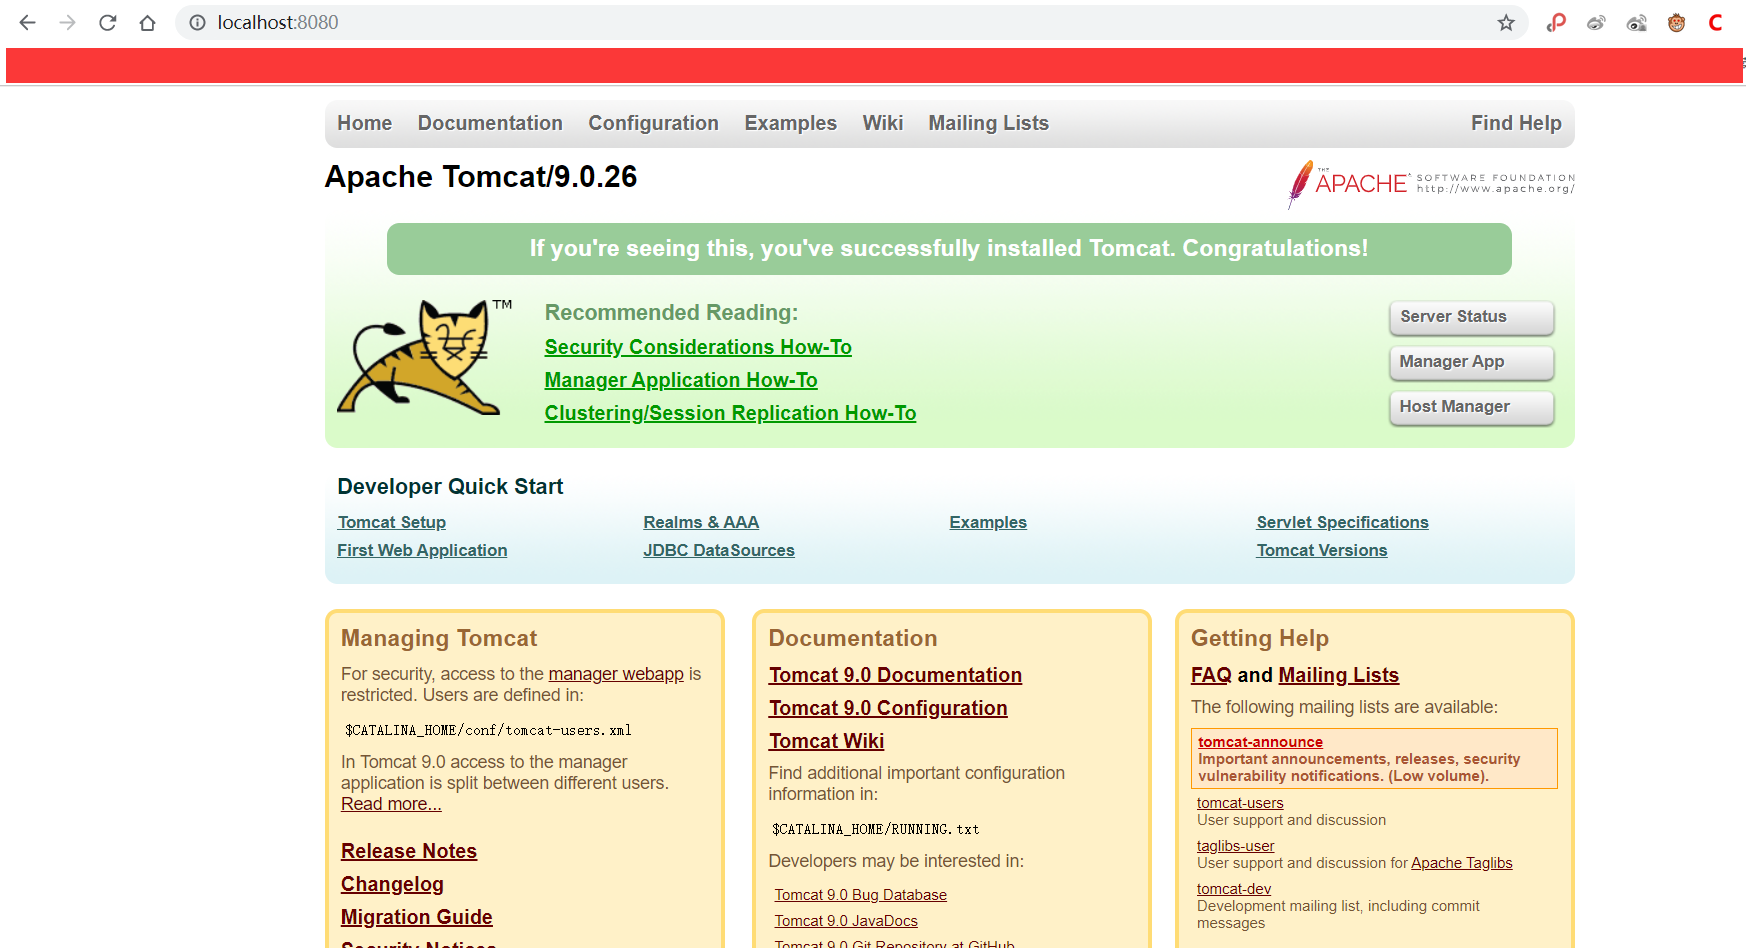 localhost:8080
Home Documentation Configuration Examples Wiki Mailing Lists Find Help
Apache Tomcat/9.0.26
THE APACHE SOFTWARE FOUNDATION
http://www.apache.org/
If you're seeing this, you've successfully installed Tomcat. Congratulations!
TM
Recommended Reading:
Security Considerations How-To
Manager Application How-To
Clustering/Session Replication How-To
Server Status
Manager App
Host Manager
Developer Quick Start
Tomcat Setup
First Web Application
Realms & AAA
JDBC DataSources
Examples
Servlet Specifications
Tomcat Versions
Managing Tomcat
For security, access to the manager webapp is
restricted. Users are defined in:
$CATALINA_HOME/conf/tomcat-users.xml
In Tomcat 9.0 access to the manager
application is split between different users.
Read more...
Release Notes
Changelog
Migration Guide
Security Notices
Documentation
Tomcat 9.0 Documentation
Tomcat 9.0 Configuration
Tomcat Wiki
Find additional important configuration
information in:
$CATALINA_HOME/RUNNING.txt
Developers may be interested in:
Tomcat 9.0 Bug Database
Tomcat 9.0 JavaDocs
Tomcat 9.0 Git Repository at GitHub
Getting Help
FAQ and Mailing Lists
The following mailing lists are available:
tomcat-announce
Important announcements, releases, security
vulnerability notifications. (Low volume).
tomcat-users
User support and discussion
taglibs-user
User support and discussion for Apache Taglibs
tomcat-dev
Development mailing list, including commit
messages